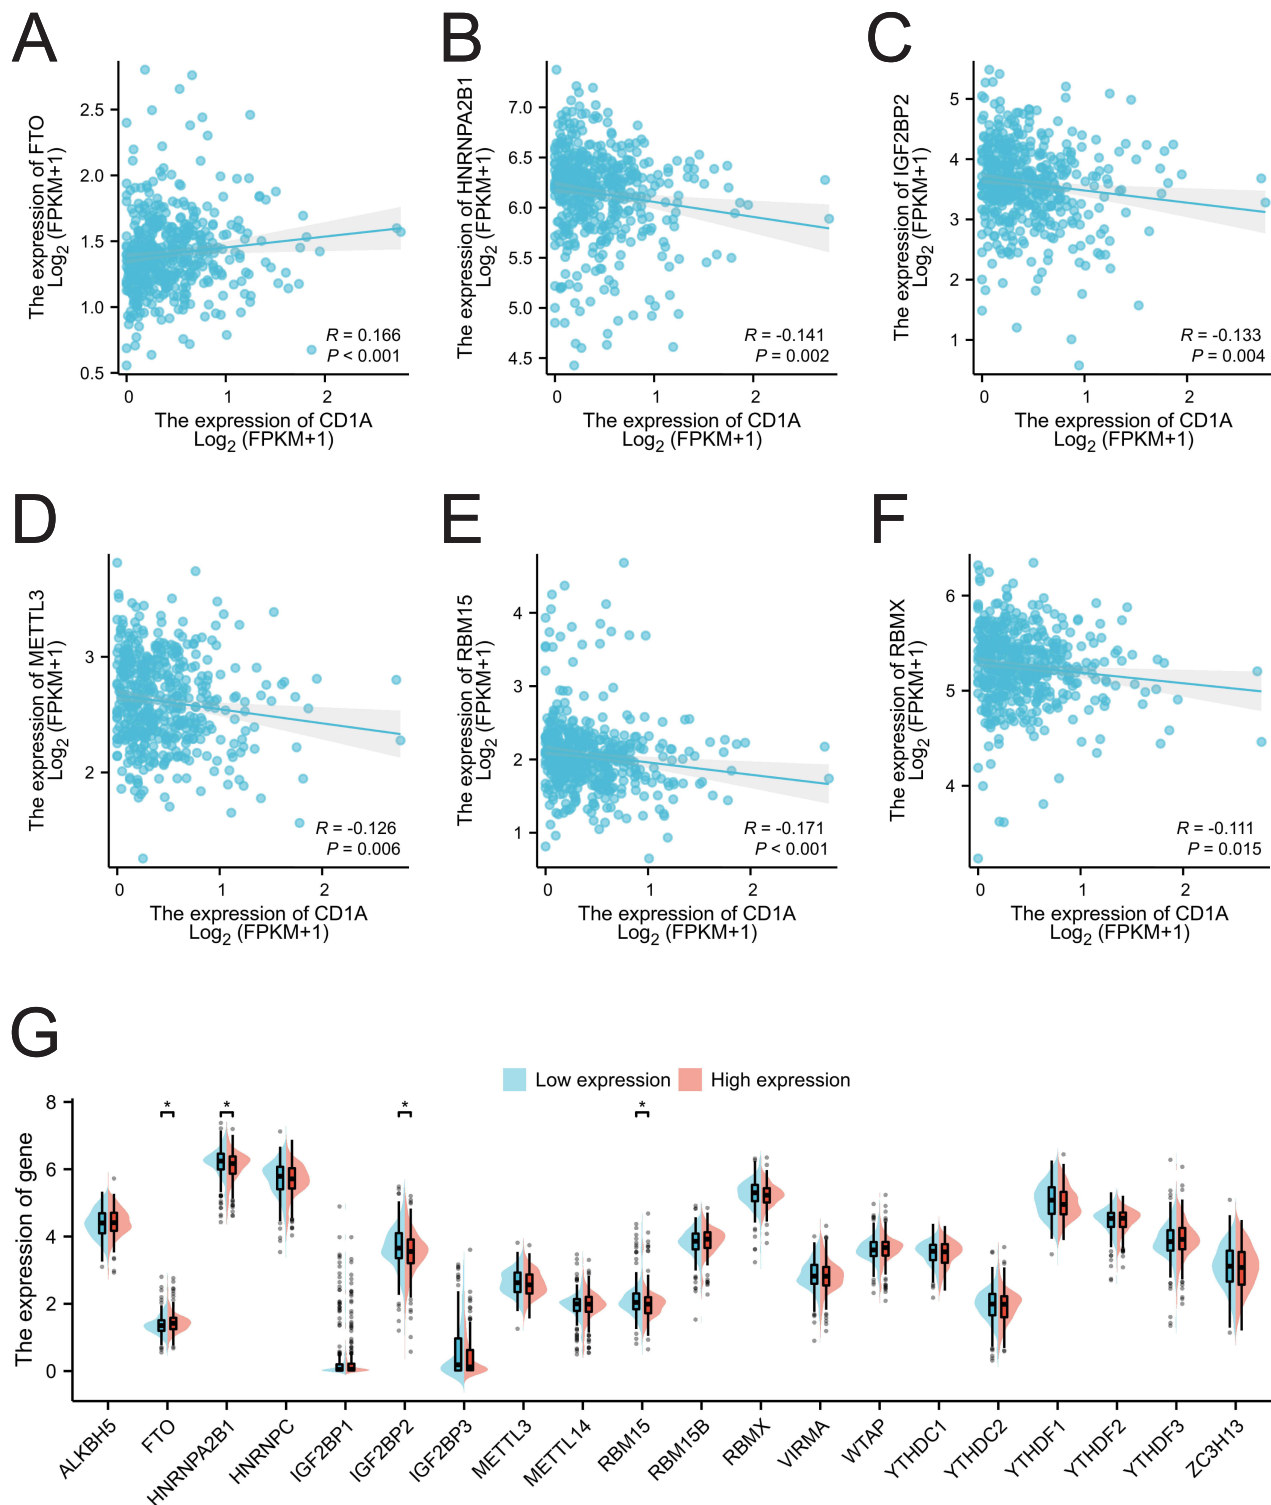 A
The expression of FTO
Log2 (FPKM+1)
2.5
2.0
1.5
1.0
0.5
R = 0.166
P < 0.001
0 1 2
The expression of CD1A
Log2 (FPKM+1)
B
The expression of HNRNPA2B1
Log2 (FPKM+1)
7.0
6.5
6.0
5.5
5.0
4.5
R = -0.141
P = 0.002
0 1 2
The expression of CD1A
Log2 (FPKM+1)
C
The expression of IGF2BP2
Log2 (FPKM+1)
5
4
3
2
1
R = -0.133
P = 0.004
0 1 2
The expression of CD1A
Log2 (FPKM+1)
D
The expression of METTL3
Log2 (FPKM+1)
3
2
R = -0.126
P = 0.006
0 1 2
The expression of CD1A
Log2 (FPKM+1)
E
The expression of RBM15
Log2 (FPKM+1)
4
3
2
1
R = -0.171
P < 0.001
0 1 2
The expression of CD1A
Log2 (FPKM+1)
F
The expression of RBMX
Log2 (FPKM+1)
6
5
4
R = -0.111
P = 0.015
0 1 2
The expression of CD1A
Log2 (FPKM+1)
G
Low expression High expression
The expression of gene
8
6
4
2
0
* * * *
ALKBH5
FTO
HNRNPA2B1
HNRNPC
IGF2BP1
IGF2BP2
IGF2BP3
METTL3
METTL14
RBM15
RBM15B
RBMX
VIRMA
WTAP
YTHDC1
YTHDC2
YTHDF1
YTHDF2
YTHDF3
ZC3H13